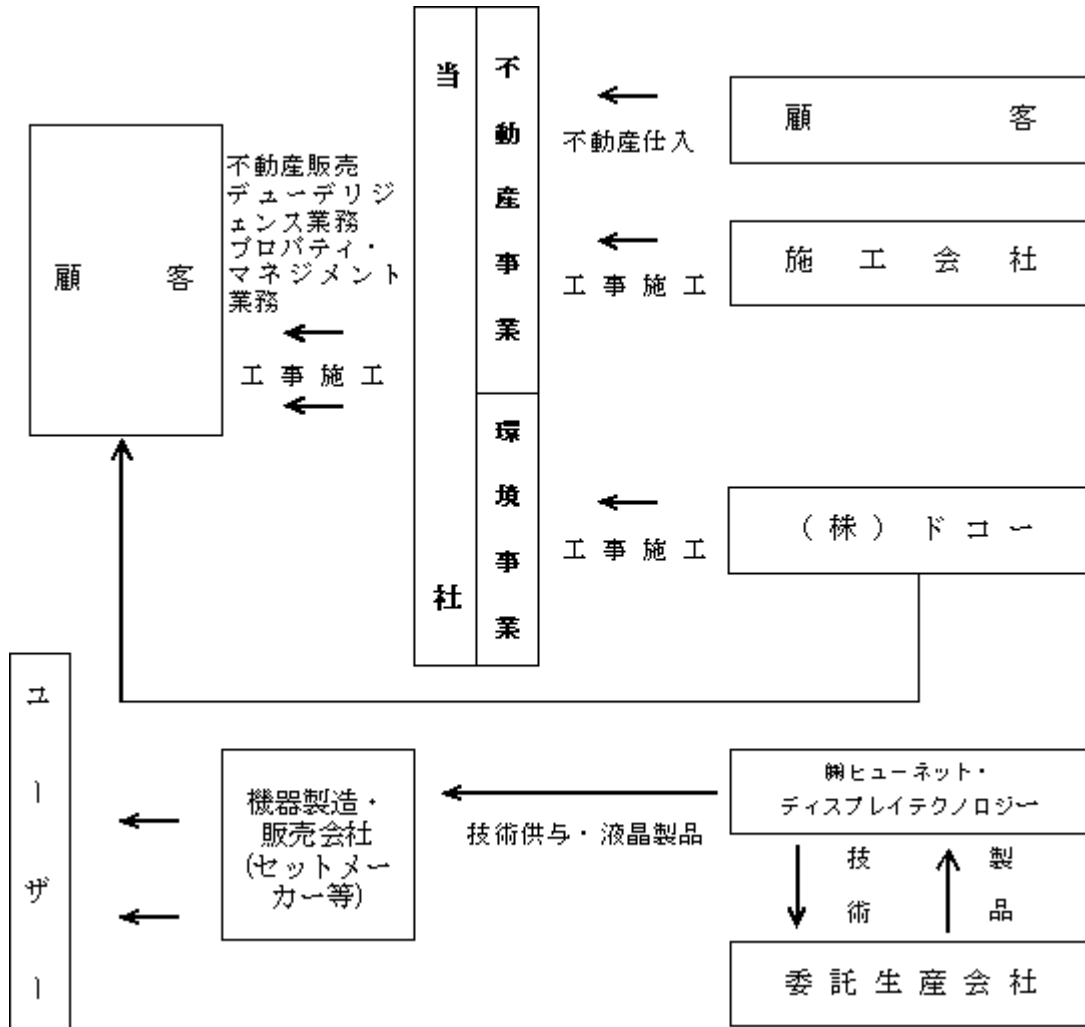 当社
不動産事業
環境事業
顧客
不動産販売
デューデリジ
ェンス業務
プロパティ・
マネジメント
業務
工事施工
顧客
不動産仕入
施工会社
工事施工
(株)ドコー
工事施工
ユーザー
機器製造・
販売会社
(セットメー
カー等)
技術供与・液晶製品
㈱ヒューネット・
ディスプレイテクノロジー
技術
製品
委託生産会社